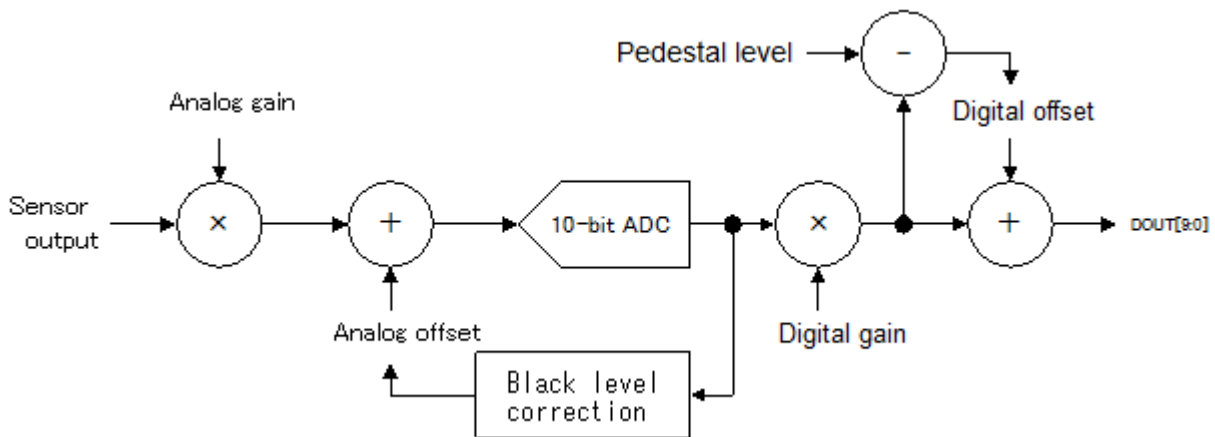 Pedestal level
-
Analog gain
Digital offset
Sensor
output
×
+
10-bit ADC
×
+
DOUT[9:0]
Analog offset
Digital gain
Black level
correction